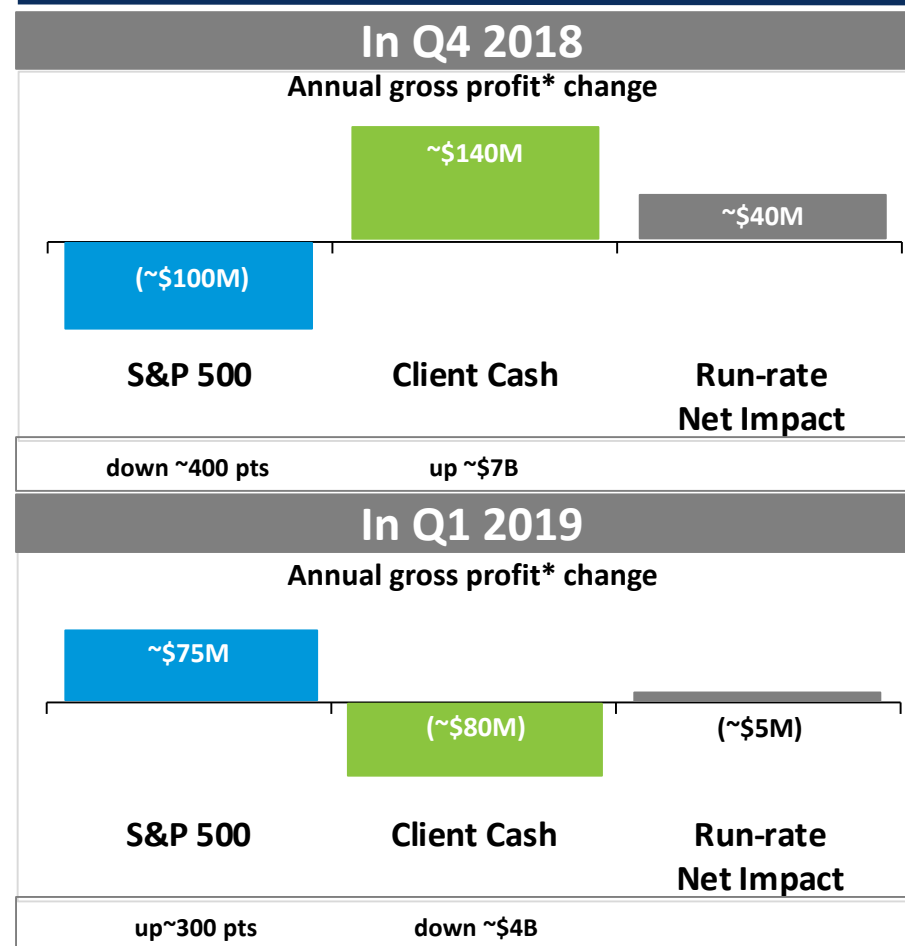 In Q4 2018
Annual gross profit* change
~$140M
~$40M
(~$100M)
S&P 500 Client Cash Run-rate
Net Impact
down ~400 pts up ~$7B
In Q1 2019
Annual gross profit* change
~$75M
(~$80M) (~$5M)
S&P 500 Client Cash Run-rate
Net Impact
up~300 pts down ~$4B